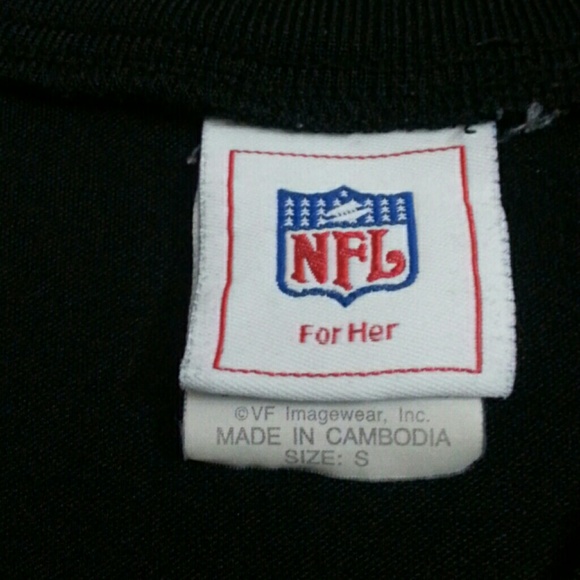 NFL
For Her
©VF Imagewear, Inc.
MADE IN CAMBODIA
SIZE: S